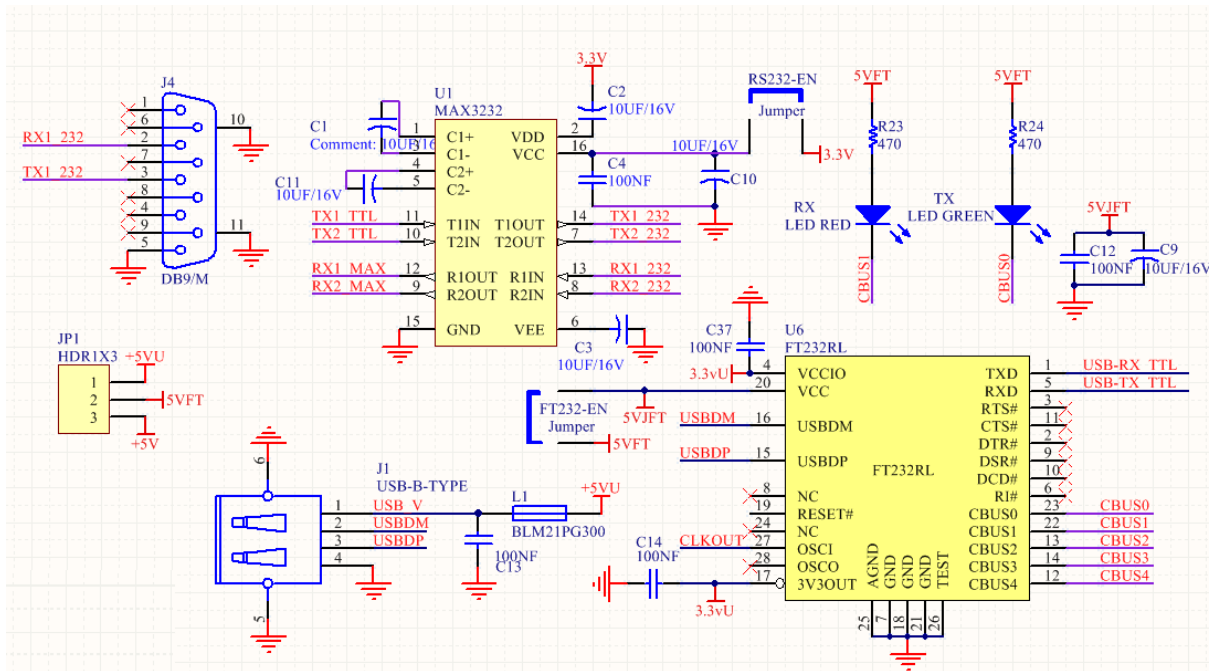 J4
1
6
2
7
3
8
4
9
5
10
11
RX1_232
TX1_232
DB9/M
JP1
HDR1X3
1
2
3
+5VU
5VFT
+5V
3.3V
C2
10UF/16V
U1
MAX3232
C1
Comment: 10UF/16V
C11
10UF/16V
1
3
4
5
11
10
12
9
15
C1+
C1-
C2+
C2-
T1IN
T2IN
R1OUT
R2OUT
GND
VDD
VCC
T1OUT
T2OUT
R1IN
R2IN
VEE
2
16
14
7
13
8
6
TX1_TTL
TX2_TTL
RX1_MAX
RX2_MAX
TX1_232
TX2_232
RX1_232
RX2_232
C3
10UF/16V
C4
100NF
10UF/16V
C10
RS232-EN
Jumper
3.3V
5VFT
R23
470
RX
LED RED
CBUS1
5VFT
R24
470
TX
LED GREEN
CBUS0
5VJFT
C12
100NF
C9
10UF/16V
C37
100NF
3.3vU
U6
FT232RL
FT232-EN
Jumper
5VJFT
5VFT
USBDM
USBDP
CLKOUT
4
20
16
15
8
19
24
27
28
17
VCCIO
VCC
USBDM
USBDP
NC
RESET#
NC
OSCI
OSCO
3V3OUT
FT232RL
AGND
GND
GND
GND
TEST
25
7
18
21
26
TXD
RXD
RTS#
CTS#
DTR#
DSR#
DCD#
RI#
CBUS0
CBUS1
CBUS2
CBUS3
CBUS4
1
5
3
11
2
9
10
6
23
22
13
14
12
USB-RX_TTL
USB-TX_TTL
CBUS0
CBUS1
CBUS2
CBUS3
CBUS4
C14
100NF
3.3vU
J1
USB-B-TYPE
6
5
1
2
3
4
USB_V
USBDM
USBDP
100NF
C13
L1
BLM21PG300
+5VU